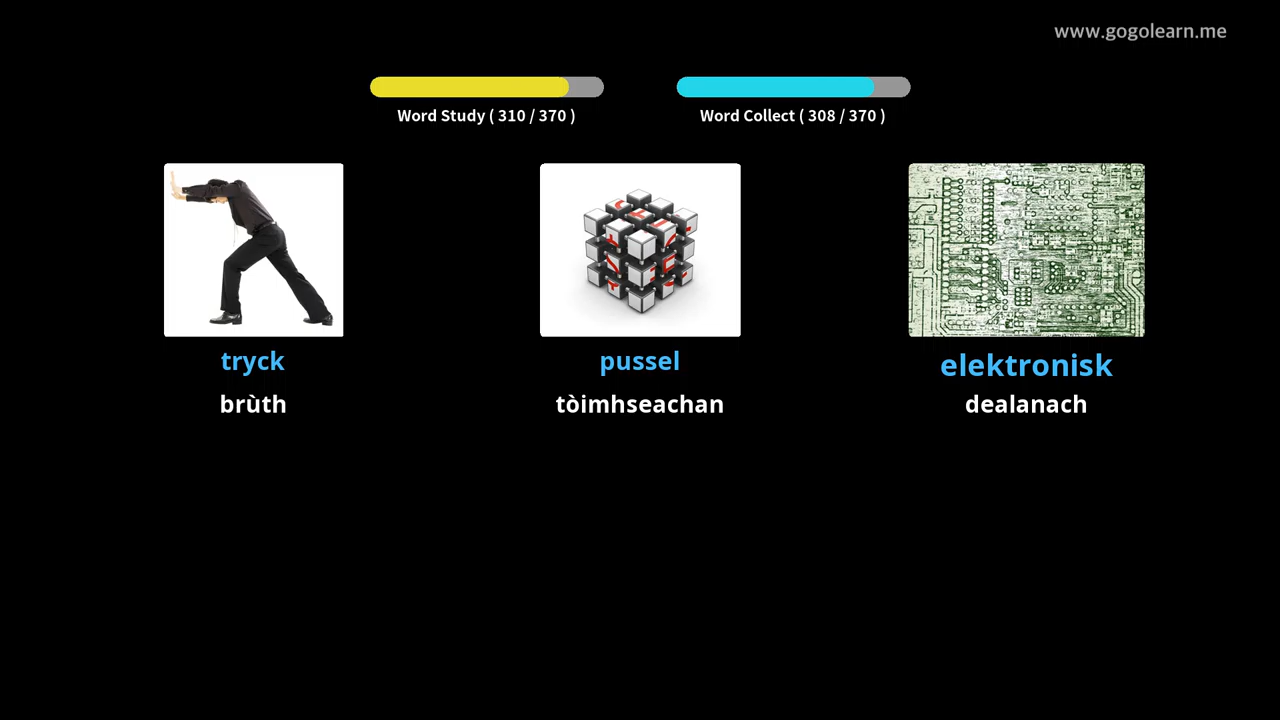 www.gogolearn.me
Word Study ( 310 / 370 )
Word Collect ( 308 / 370 )
tryck
pussel
elektronisk
brùth
tòimhseachan
dealanach